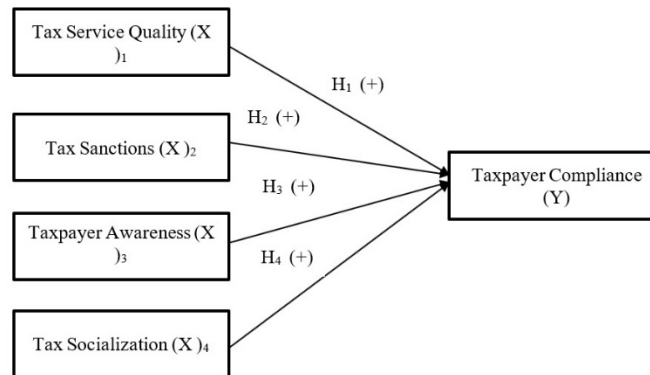 Tax Service Quality (X
)₁
H₁ (+)
H₂ (+)
Tax Sanctions (X )₂
Taxpayer Compliance
(Y)
H₃ (+)
Taxpayer Awareness (X
)₃
H₄ (+)
Tax Socialization (X )₄